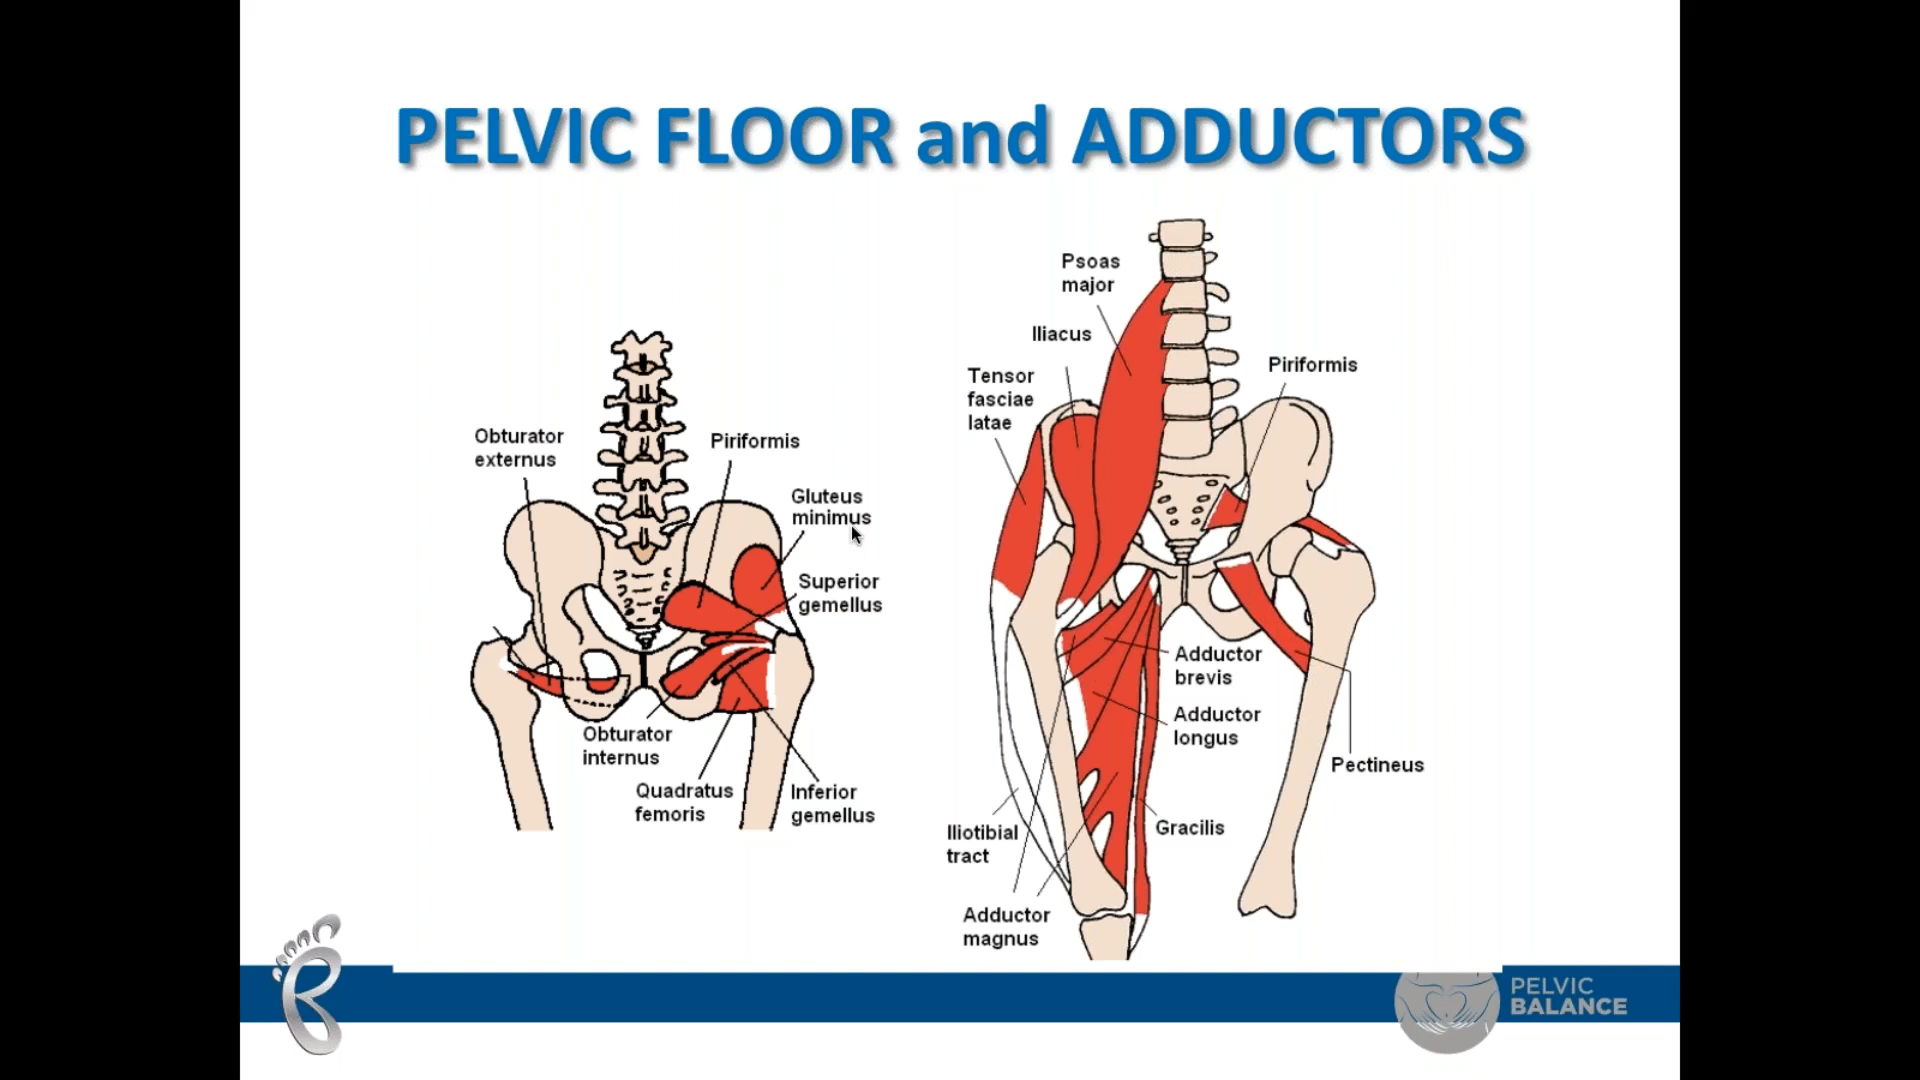 PELVIC FLOOR and ADDUCTORS
Obturator
externus
Piriformis
Gluteus
minimus
Superior
gemellus
Obturator
internus
Quadratus
femoris
Inferior
gemellus
Psoas
major
Iliacus
Tensor
fasciae
latae
Piriformis
Adductor
brevis
Adductor
longus
Pectineus
Gracilis
Iliotibial
tract
Adductor
magnus
PELVIC
BALANCE